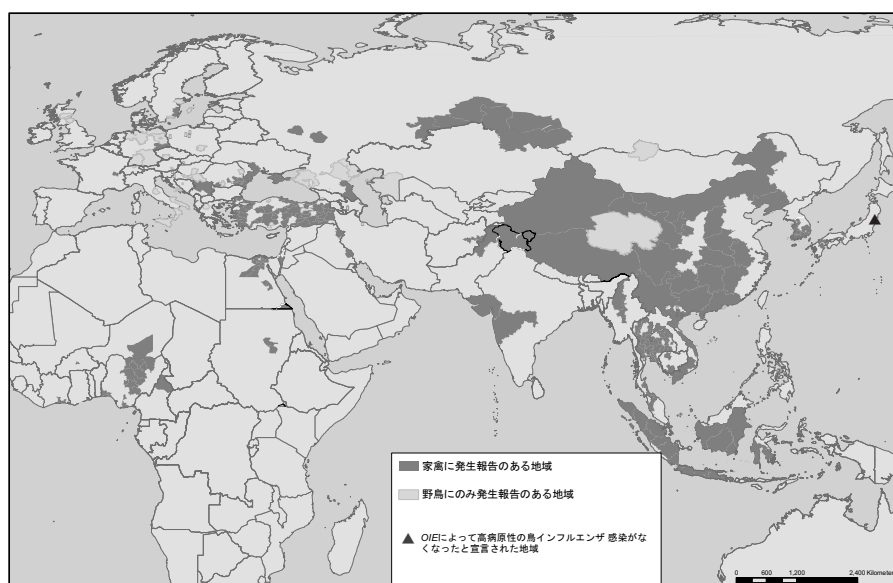 家禽に発生報告のある地域
野鳥にのみ発生報告のある地域
OIEによって高病原性の鳥インフルエンザ 感染がな
くなったと宣言された地域
0 600 1,200 2,400 Kilometers